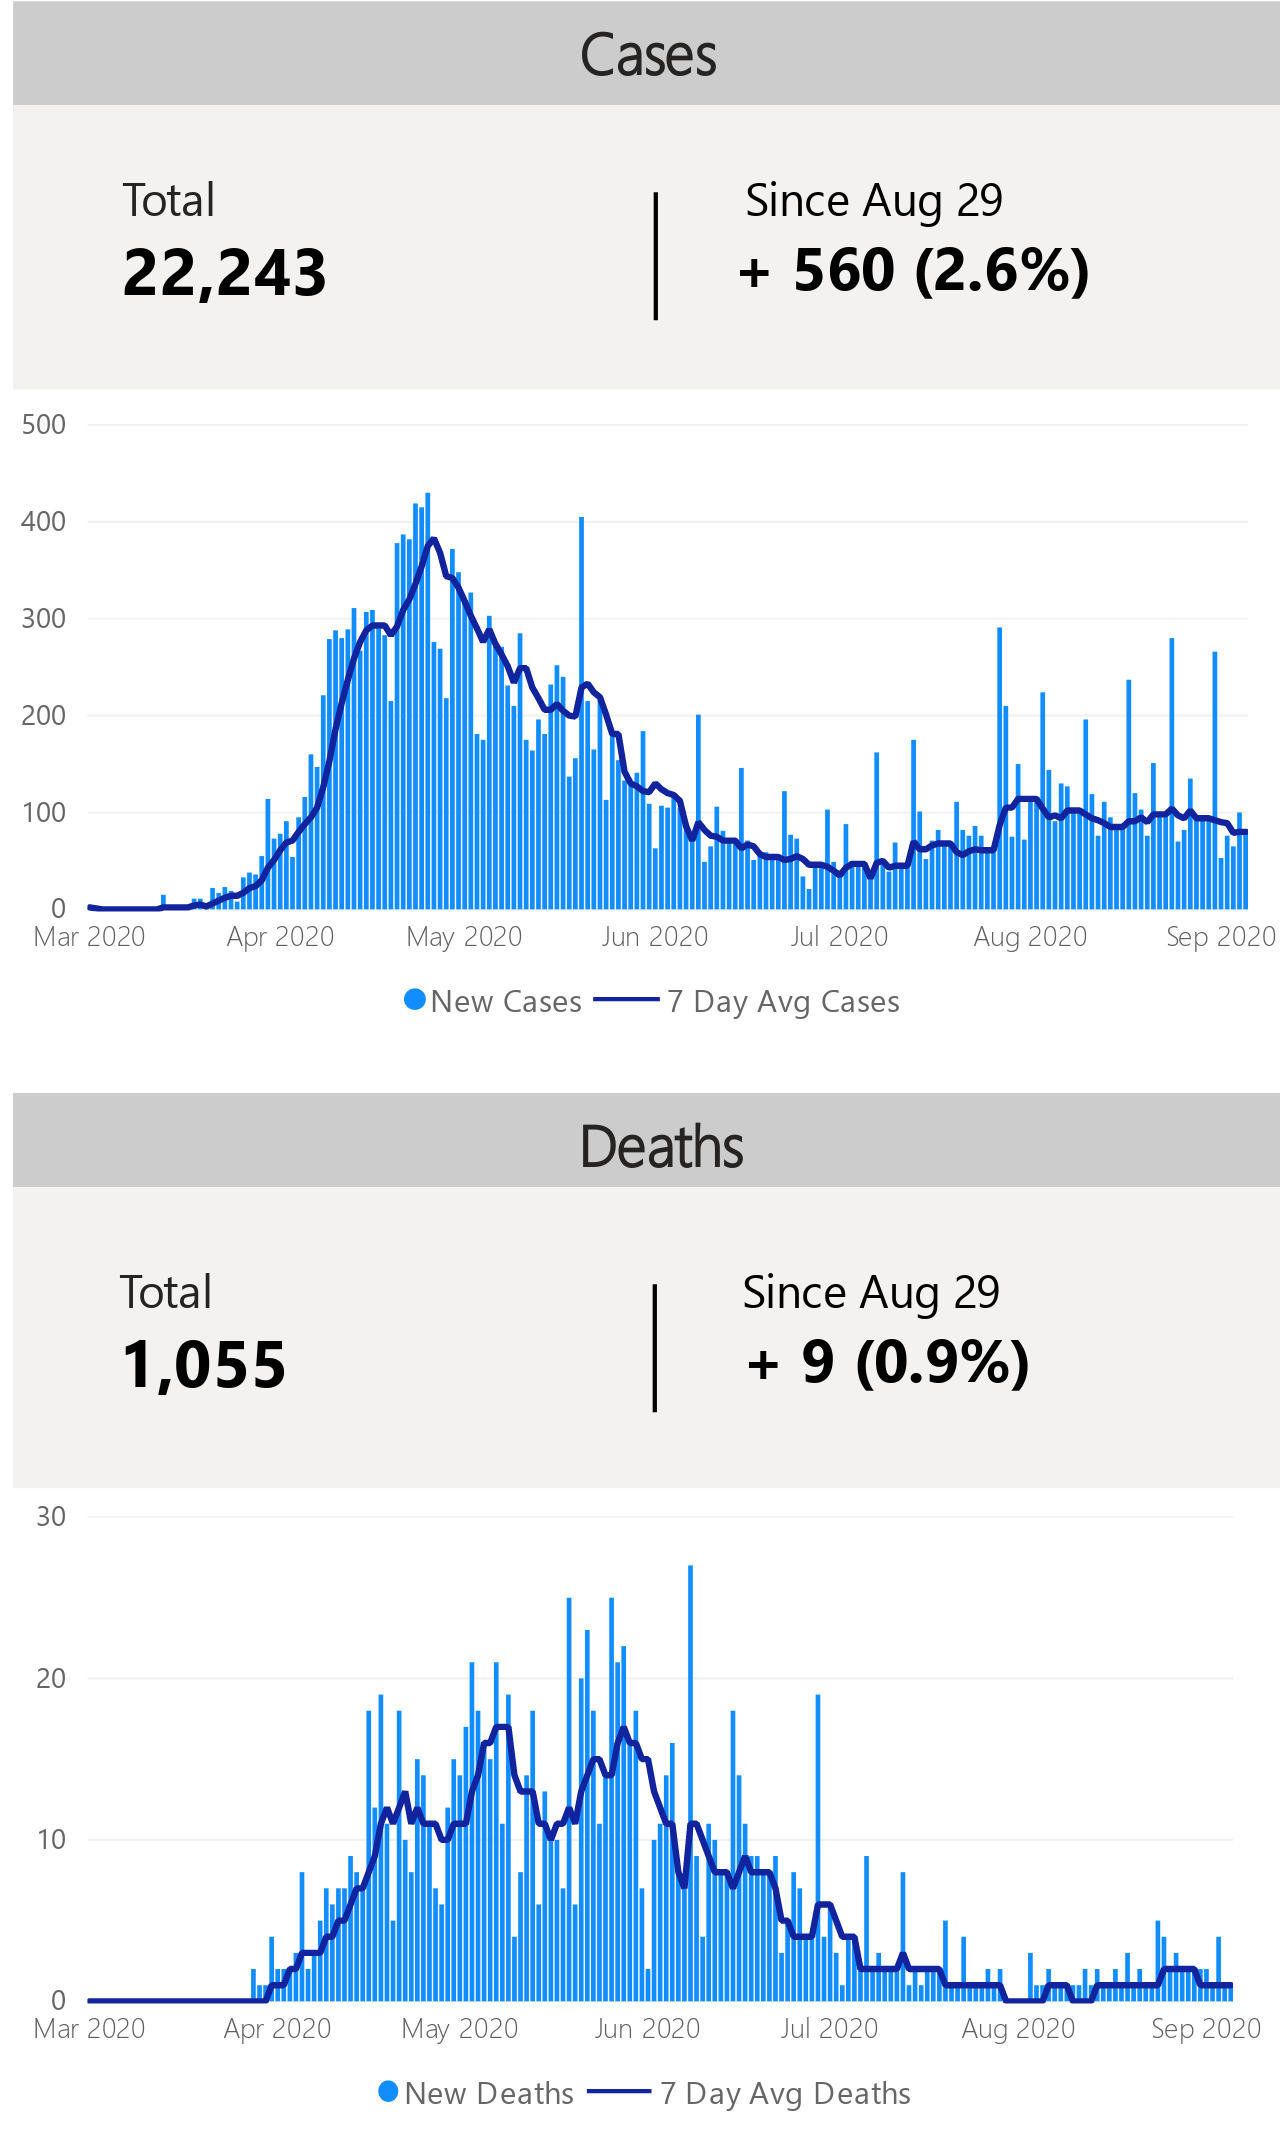 Cases
Total
Since Aug 29
22,243
+ 560 (2.6%)
500
400
300
200
100
0
Mar 2020 Apr 2020 May 2020 Jun 2020 Jul 2020 Aug 2020 Sep 2020
New Cases 7 Day Avg Cases
Deaths
Total
Since Aug 29
1,055
+ 9 (0.9%)
30
20
10
0
Mar 2020 Apr 2020 May 2020 Jun 2020 Jul 2020 Aug 2020 Sep 2020
New Deaths 7 Day Avg Deaths